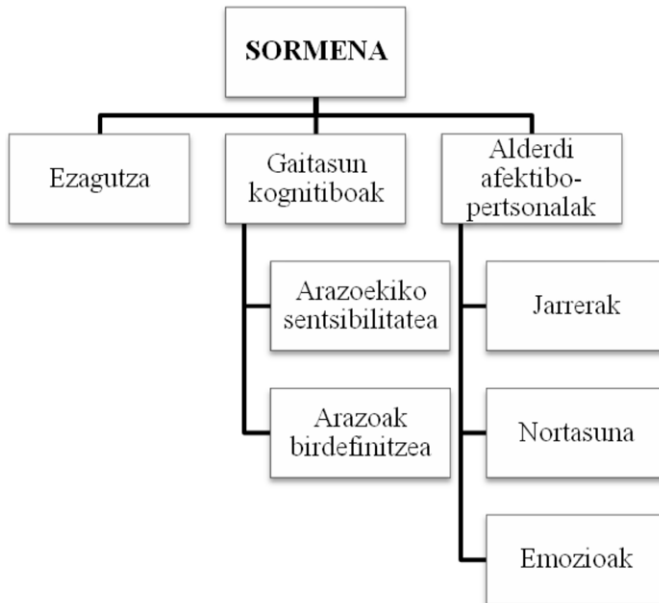 SORMENA
Ezagutza
Gaitasun
kognitiboak
Alderdi
afektibo-
pertsonalak
Arazoekiko
sentsibilitatea
Arazoak
birdefinitzea
Jarrerak
Nortasuna
Emozioak